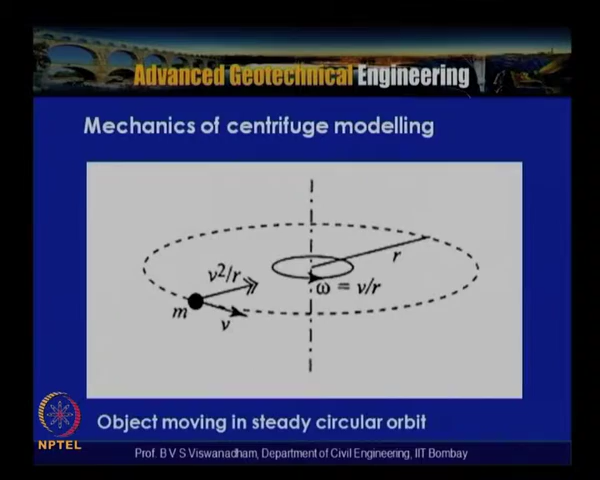 Advanced Geotechnical Engineering
Mechanics of centrifuge modelling
r
v²/r
ω = v/r
m
v
Object moving in steady circular orbit
NPTEL
Prof. B V S Viswanadham, Department of Civil Engineering, IIT Bombay